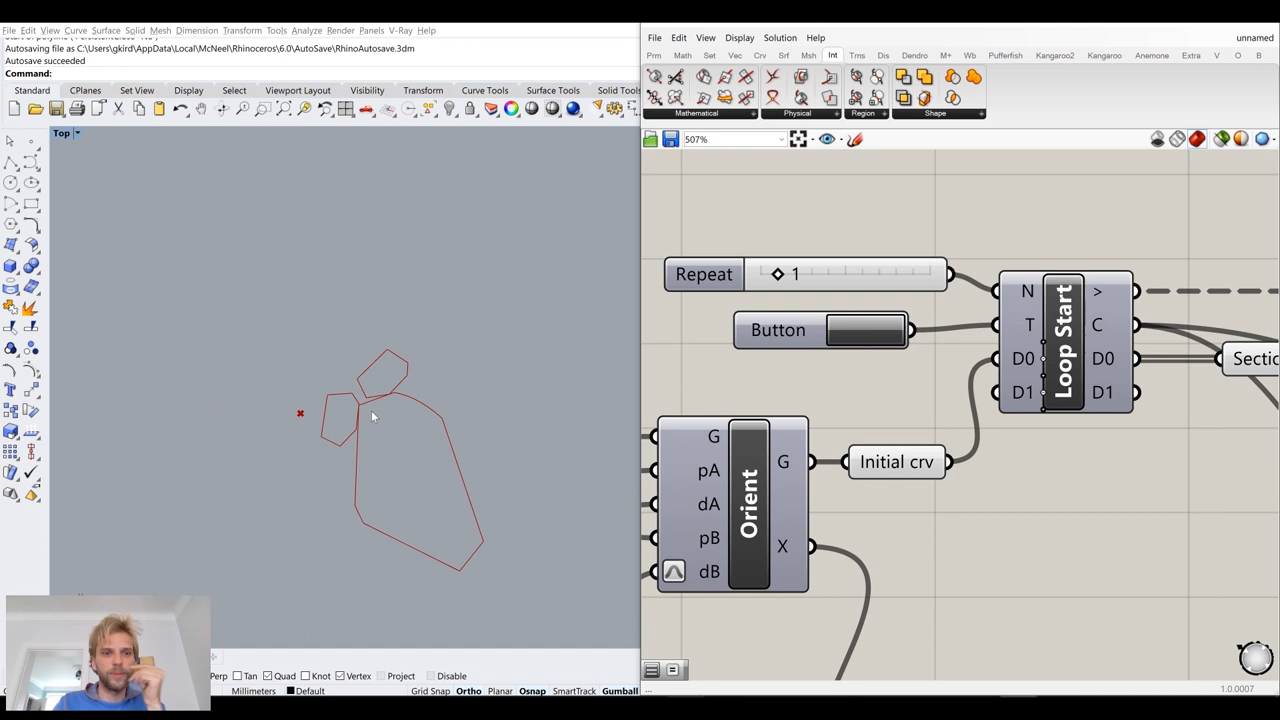 File Edit View Curve Surface Solid Mesh Dimension Transform Tools Analyze Render Panels V-Ray Help
Autosaving file as C:\Users\gkird\AppData\Local\McNeel\Rhinoceros\6.0\AutoSave\RhinoAutosave.3dm
Autosave succeeded
Command:
Standard CPlanes Set View Display Select Viewport Layout Visibility Transform Curve Tools Surface Tools Solid Tools
Top
Perp Tan Quad Knot Vertex Project Disable
Millimeters Default Grid Snap Ortho Planar Osnap SmartTrack Gumball
File Edit View Display Solution Help unnamed
Prm Math Set Vec Crv Srf Msh Int Trns Dis Dendro M+ Wb Pufferfish Kangaroo2 Kangaroo Anemone Extra V O B
Mathematical Physical Region Shape
507%
Repeat 1
Button
N
T
D0
D1
Loop Start
>
C
D0
D1
Sectio
G
pA
dA
pB
dB
Orient
G
X
Initial crv
...
1.0.0007